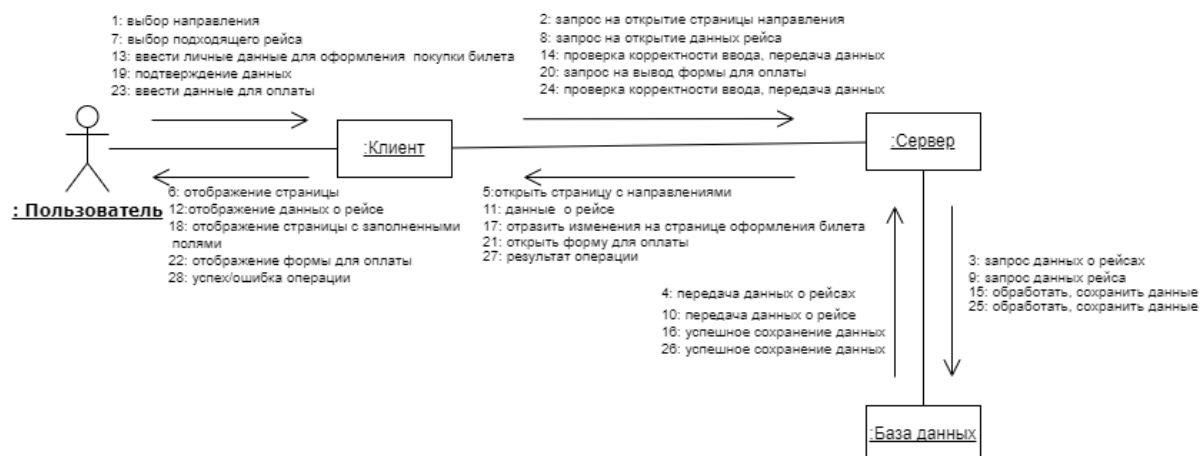 1: выбор направления
7: выбор подходящего рейса
13: ввести личные данные для оформления покупки билета
19: подтверждение данных
23: ввести данные для оплаты
2: запрос на открытие страницы направления
8: запрос на открытие данных рейса
14: проверка корректности ввода, передача данных
20: запрос на вывод формы для оплаты
24: проверка корректности ввода, передача данных
:Клиент
:Сервер
: Пользователь
6: отображение страницы
12:отображение данных о рейсе
18: отображение страницы с заполненными
полями
22: отображение формы для оплаты
28: успех/ошибка операции
5:открыть страницу с направлениями
11: данные о рейсе
17: отразить изменения на странице оформления билета
21: открыть форму для оплаты
27: результат операции
4: передача данных о рейсах
10: передача данных о рейсе
16: успешное сохранение данных
26: успешное сохранение данных
3: запрос данных о рейсах
9: запрос данных рейса
15: обработать, сохранить данные
25: обработать, сохранить данные
:База данных